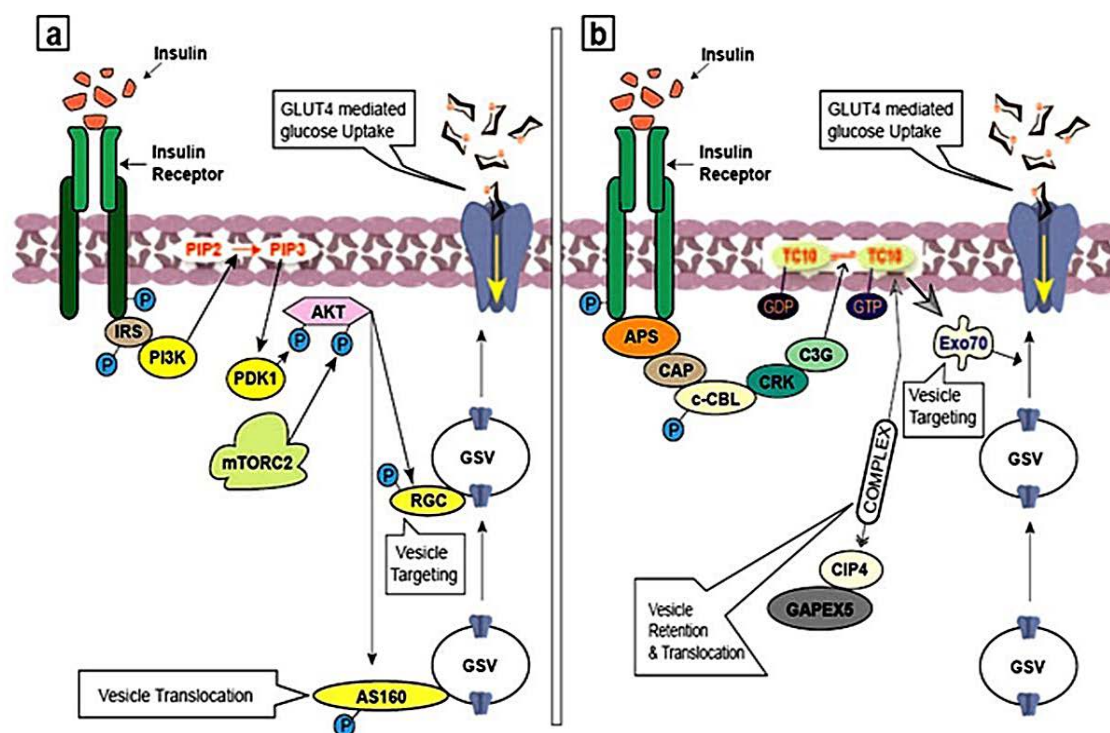 a
Insulin
Insulin
Receptor
GLUT4 mediated
glucose Uptake
PIP2
PIP3
P
IRS
P
PI3K
AKT
P
P
PDK1
mTORC2
P
RGC
GSV
Vesicle
Targeting
GSV
Vesicle Translocation
AS160
P
b
Insulin
Insulin
Receptor
GLUT4 mediated
glucose Uptake
TC10
TC10
GDP
GTP
P
APS
CAP
c-CBL
P
CRK
C3G
Exo70
Vesicle
Targeting
COMPLEX
GSV
CIP4
GAPEX5
Vesicle
Retention
& Translocation
GSV